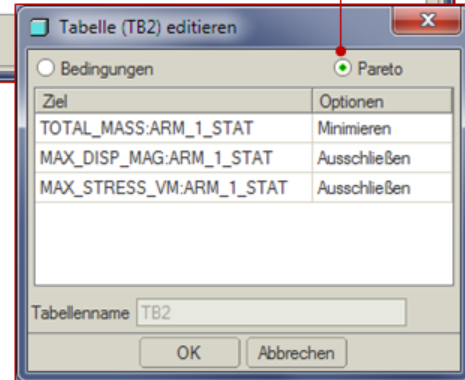 Tabelle (TB2) editieren
Bedingungen Pareto
Ziel Optionen
TOTAL_MASS:ARM_1_STAT Minimieren
MAX_DISP_MAG:ARM_1_STAT Ausschließen
MAX_STRESS_VM:ARM_1_STAT Ausschließen
Tabellenname TB2
OK Abbrechen